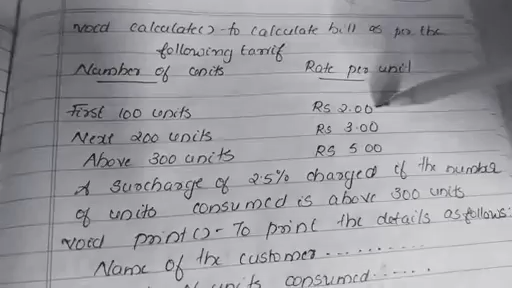 void calculate() - to calculate bill as per the
following tariff
Number of units Rate per unit
First 100 units RS 2.00
Next 200 units RS 3.00
Above 300 units RS 5.00
A surcharge of 2.5% charged if the number
of units consumed is above 300 units
void print() - To print the details as follows:
Name of the customer ..........
units consumed......